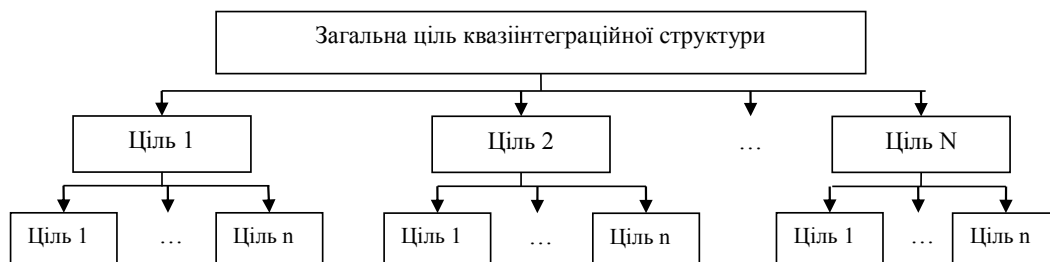 Загальна ціль квазіінтеграційної структури
Ціль 1
Ціль 2
…
Ціль N
Ціль 1
…
Ціль n
Ціль 1
…
Ціль n
Ціль 1
…
Ціль n